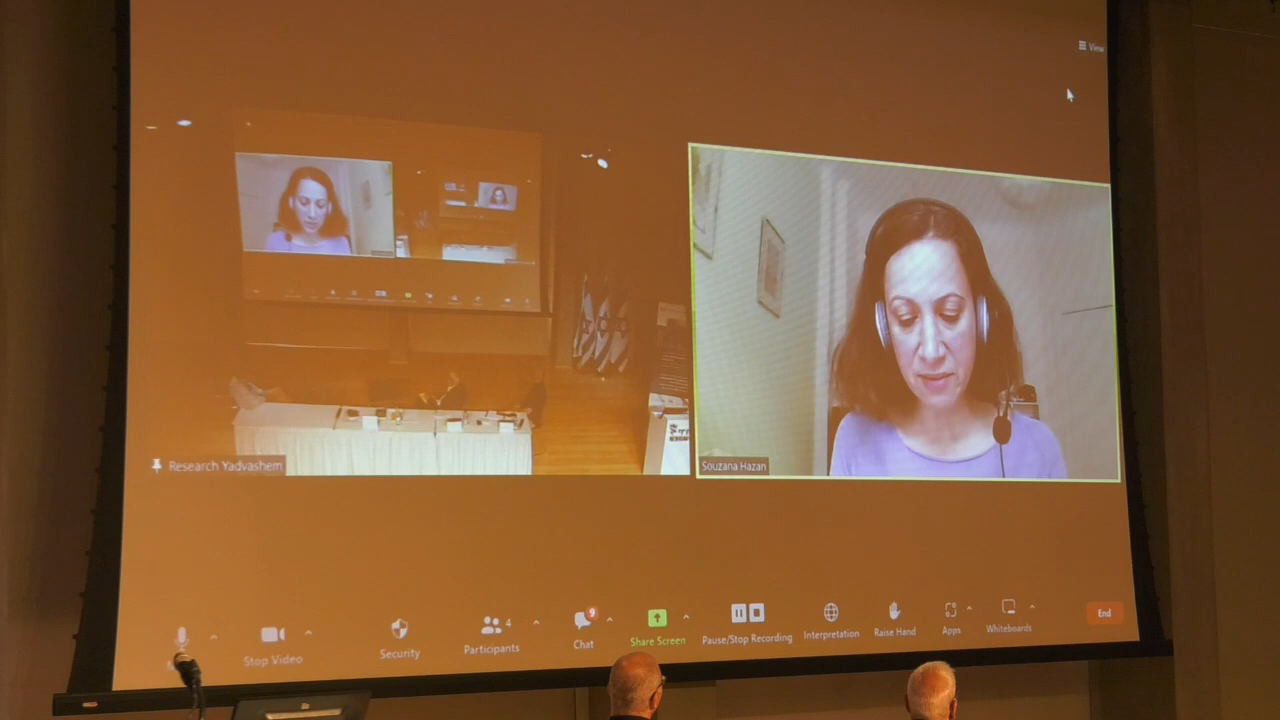 View
Research Yadvashem
Souzana Hazan
Stop Video
Security
Participants
4
Chat
9
Share Screen
Pause/Stop Recording
Interpretation
Raise Hand
Apps
Whiteboards
End